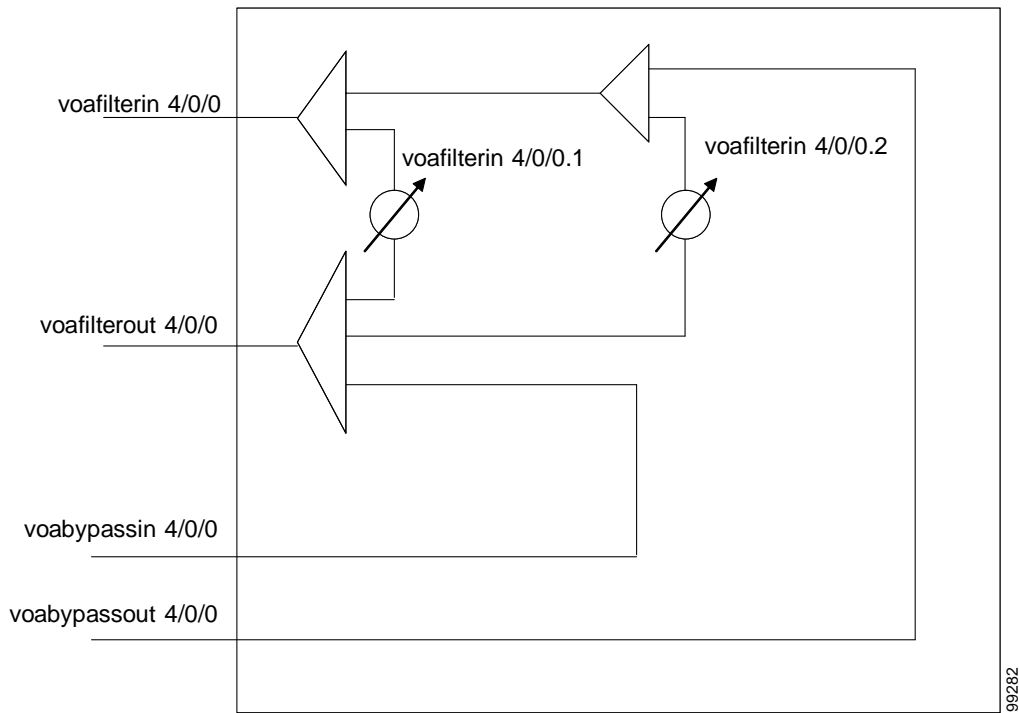 voafilterin 4/0/0
voafilterin 4/0/0.1
voafilterin 4/0/0.2
voafilterout 4/0/0
voabypassin 4/0/0
voabypassout 4/0/0
99282